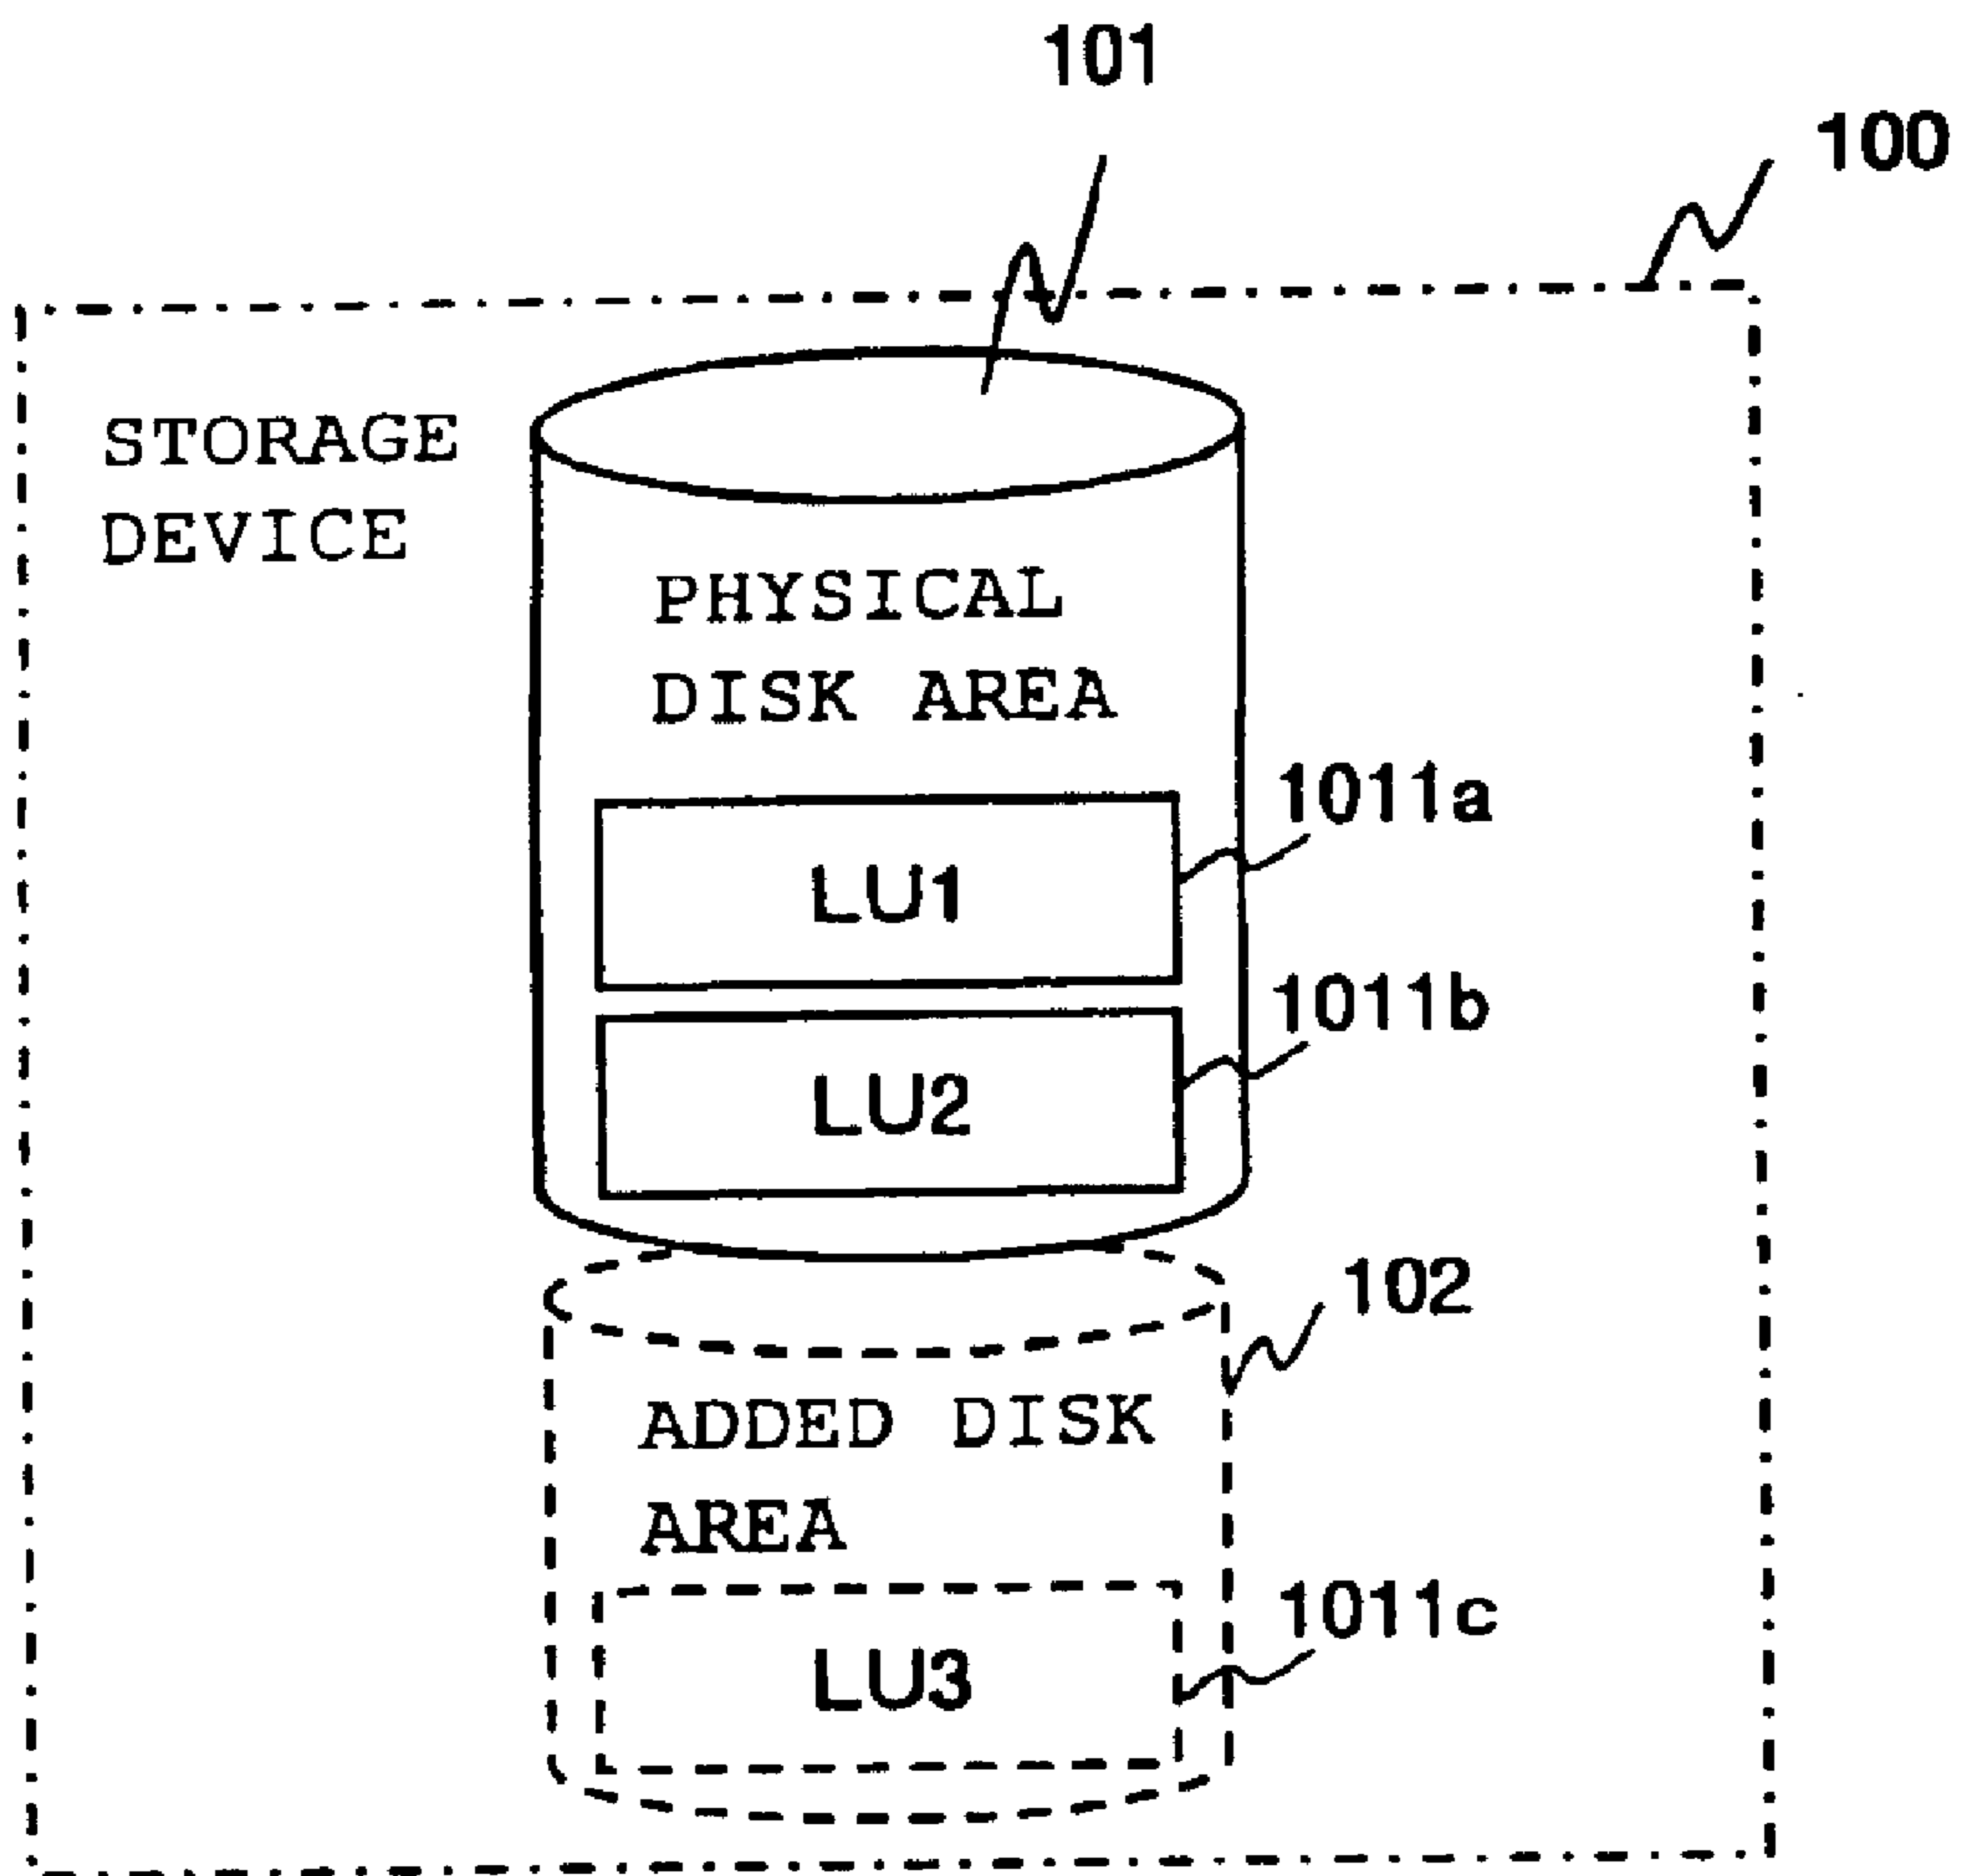 101
100
STORAGE
DEVICE
PHYSICAL
DISK AREA
1011a
LU1
1011b
LU2
102
ADDED DISK
AREA
1011c
LU3